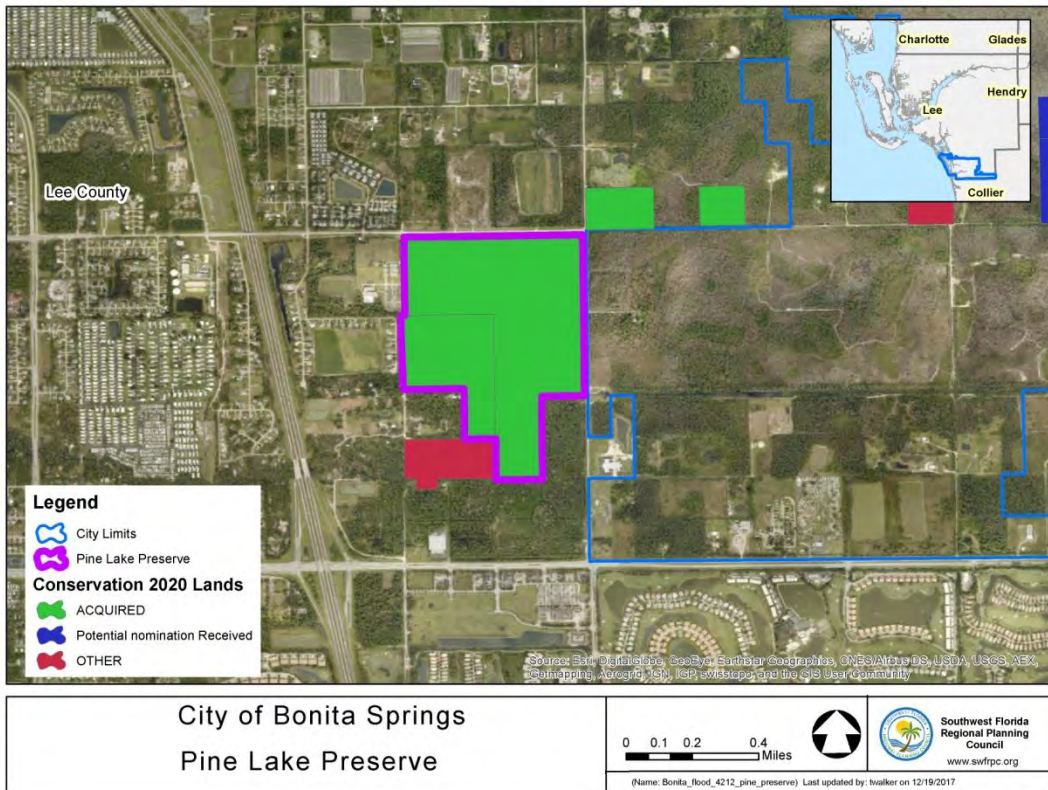 Charlotte
Glades
Hendry
Lee
Collier
Lee County
Legend
City Limits
Pine Lake Preserve
Conservation 2020 Lands
ACQUIRED
Potential nomination Received
OTHER
Source: Esri, DigitalGlobe, GeoEye, Earthstar Geographics, CNES/Airbus DS, USDA, USGS, AEX,
Getmapping, Aerogrid, IGN, IGP, swisstopo, and the GIS User Community
City of Bonita Springs
Pine Lake Preserve
0 0.1 0.2 0.4
Miles
Southwest Florida
Regional Planning
Council
www.swfrpc.org
(Name: Bonita_flood_4212_pine_preserve) Last updated by: twalker on 12/19/2017